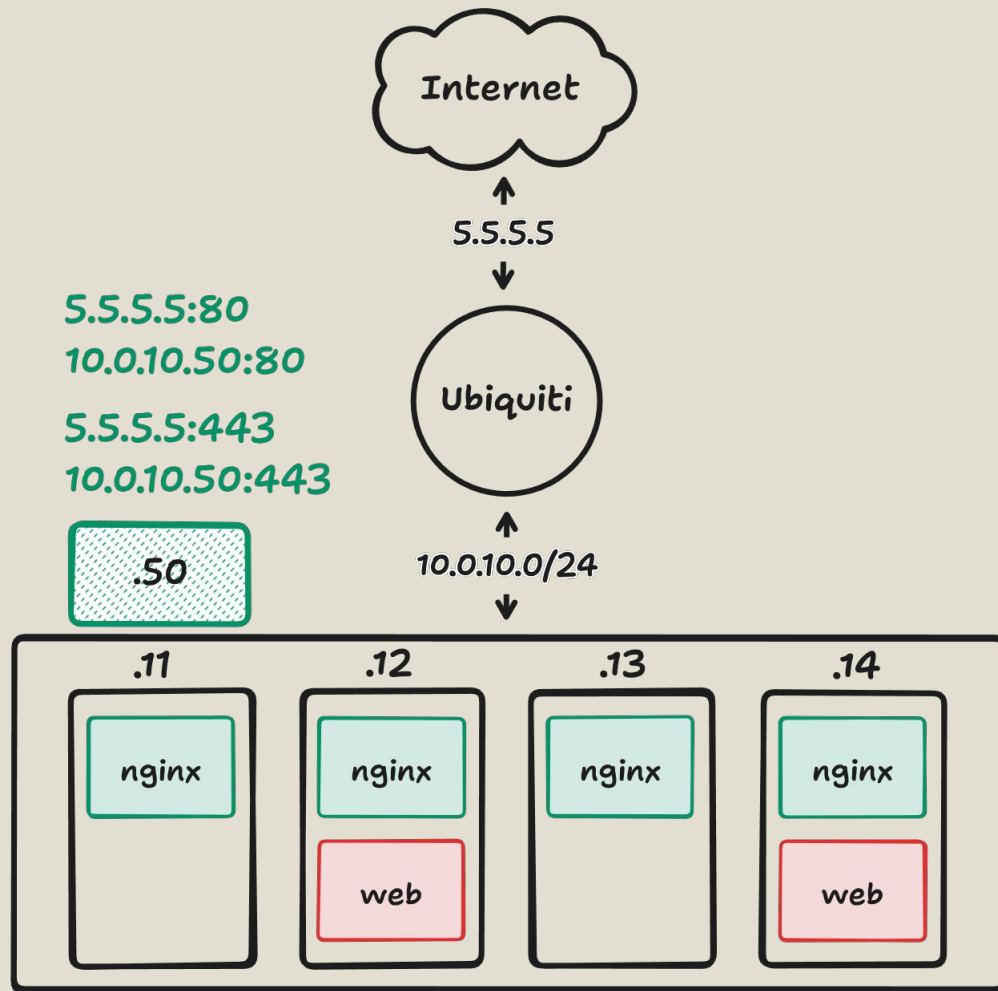 Internet
5.5.5.5
5.5.5.5:80
10.0.10.50:80
Ubiquiti
5.5.5.5:443
10.0.10.50:443
.50
10.0.10.0/24
.11 .12 .13 .14
nginx nginx nginx nginx
web web